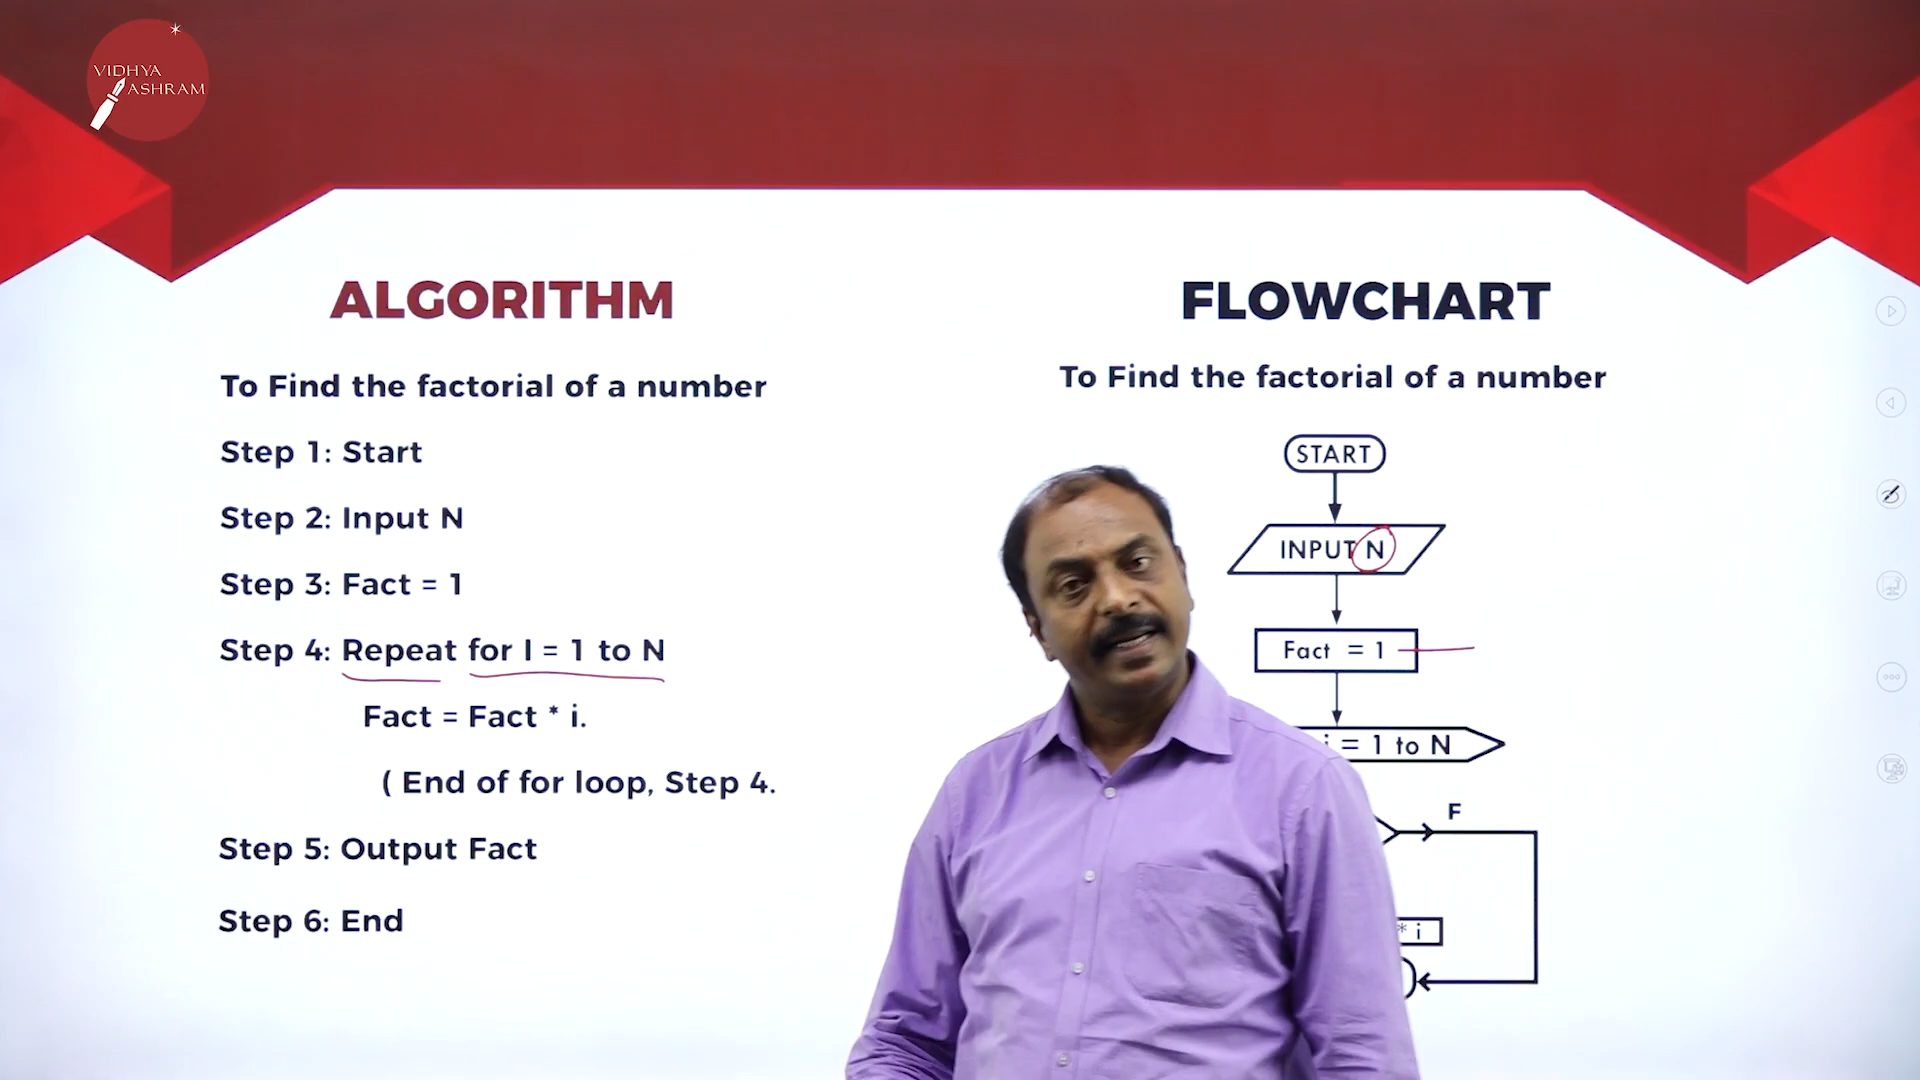 VIDHYA
ASHRAM
ALGORITHM
To Find the factorial of a number
Step 1: Start
Step 2: Input N
Step 3: Fact = 1
Step 4: Repeat for I = 1 to N
Fact = Fact * i.
( End of for loop, Step 4.
Step 5: Output Fact
Step 6: End
FLOWCHART
To Find the factorial of a number
START
INPUT N
Fact = 1
i = 1 to N
F
* i